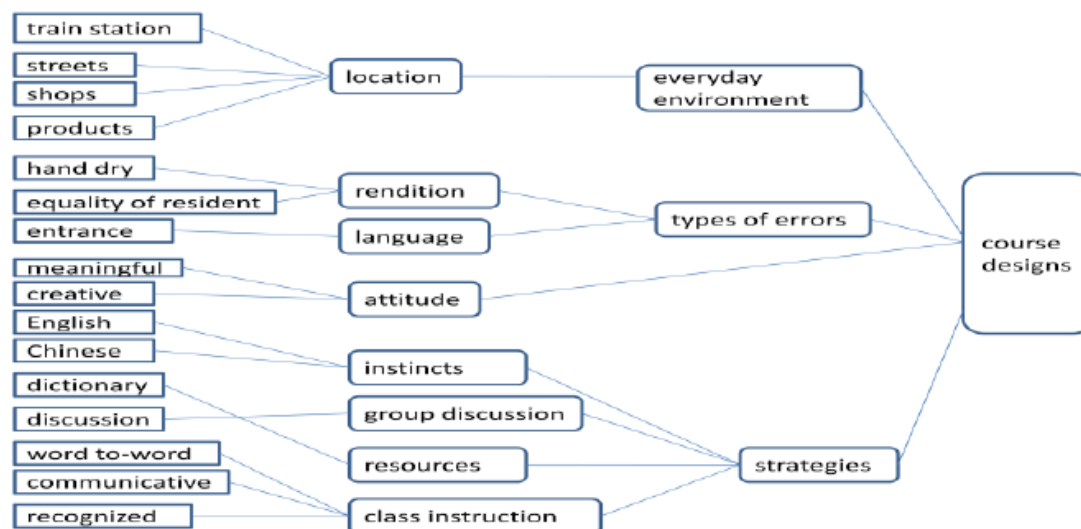 train station
streets
shops
products
hand dry
equality of resident
entrance
meaningful
creative
English
Chinese
dictionary
discussion
word to-word
communicative
recognized
location
rendition
language
attitude
instincts
group discussion
resources
class instruction
everyday
environment
types of errors
strategies
course
designs